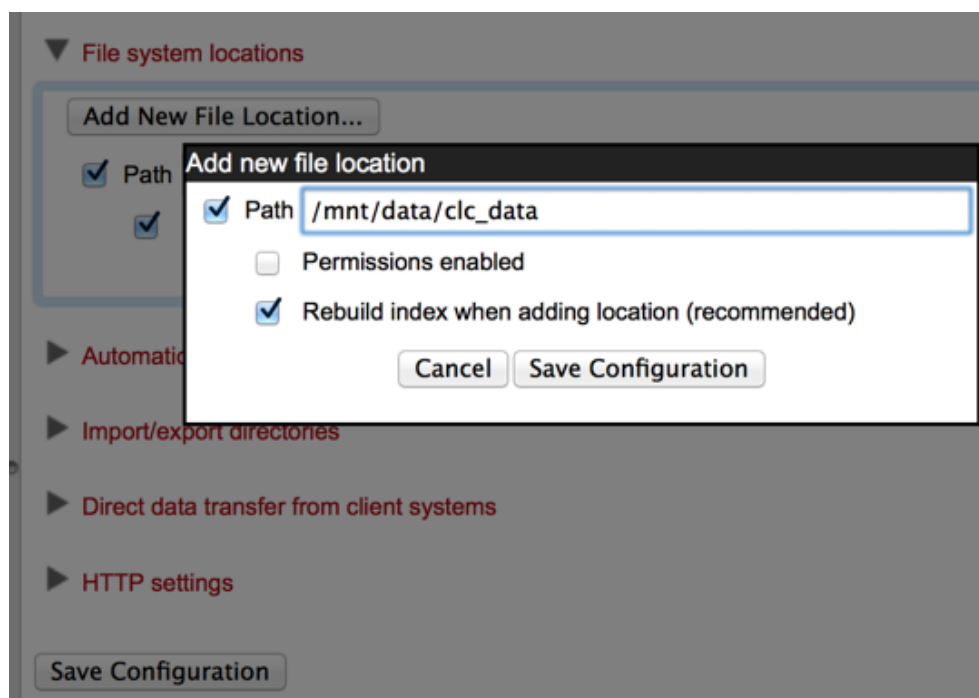 File system locations
Add New File Location...
Path
Add new file location
Path /mnt/data/clc_data
Permissions enabled
Rebuild index when adding location (recommended)
Cancel Save Configuration
Automatic
Import/export directories
Direct data transfer from client systems
HTTP settings
Save Configuration